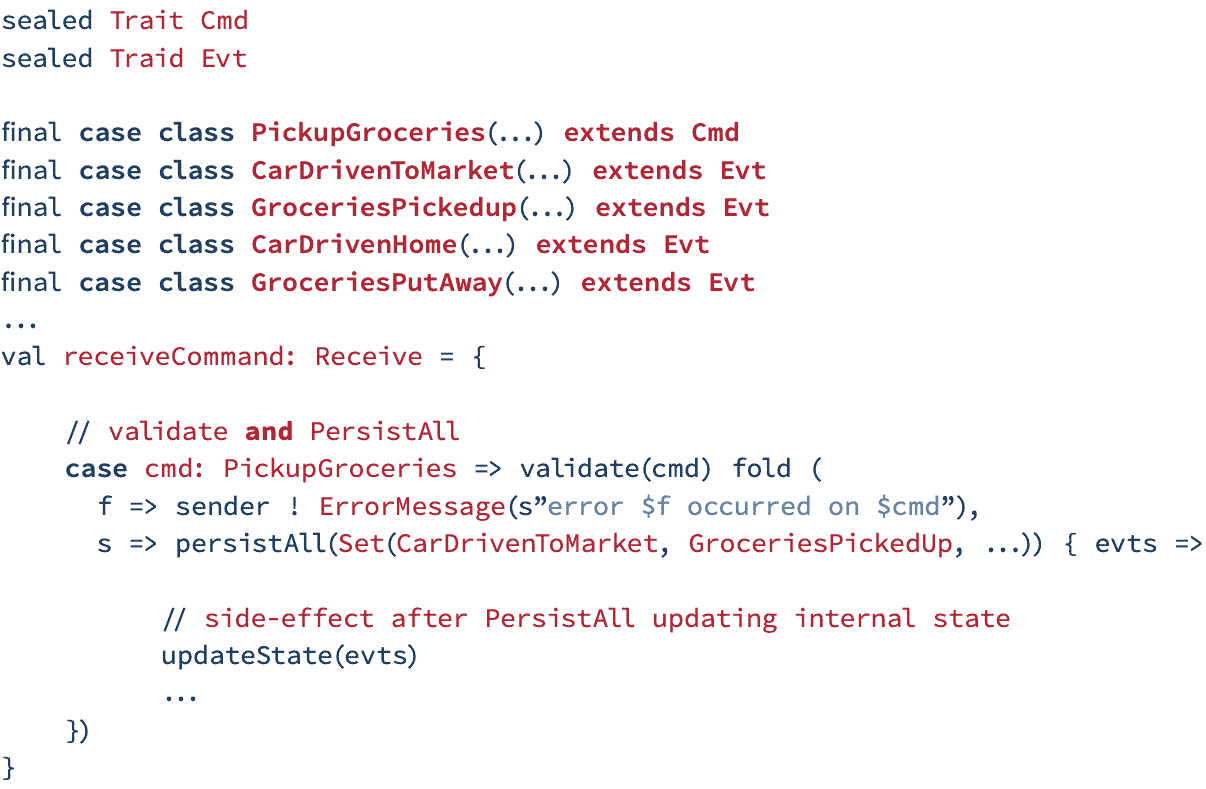 sealed Trait Cmd
sealed Traid Evt
final case class PickupGroceries(...) extends Cmd
final case class CarDrivenToMarket(...) extends Evt
final case class GroceriesPickedup(...) extends Evt
final case class CarDrivenHome(...) extends Evt
final case class GroceriesPutAway(...) extends Evt
...
val receiveCommand: Receive = {
// validate and PersistAll
case cmd: PickupGroceries => validate(cmd) fold (
f => sender ! ErrorMessage(s”error $f occurred on $cmd”),
s => persistAll(Set(CarDrivenToMarket, GroceriesPickedUp, ...)) { evts =>
// side-effect after PersistAll updating internal state
updateState(evts)
...
})
}